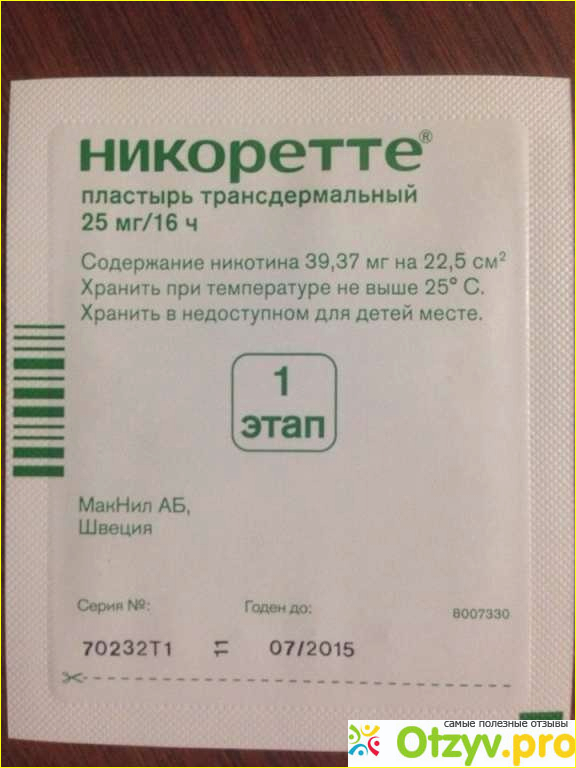 никоретте®
пластырь трансдермальный
25 мг/16 ч
Содержание никотина 39,37 мг на 22,5 см²
Хранить при температуре не выше 25° С.
Хранить в недоступном для детей месте.
1
этап
МакНил АБ,
Швеция
Серия №: Годен до: 8007330
70232T1 11 07/2015
самые полезные отзывы
Otzyv.pro